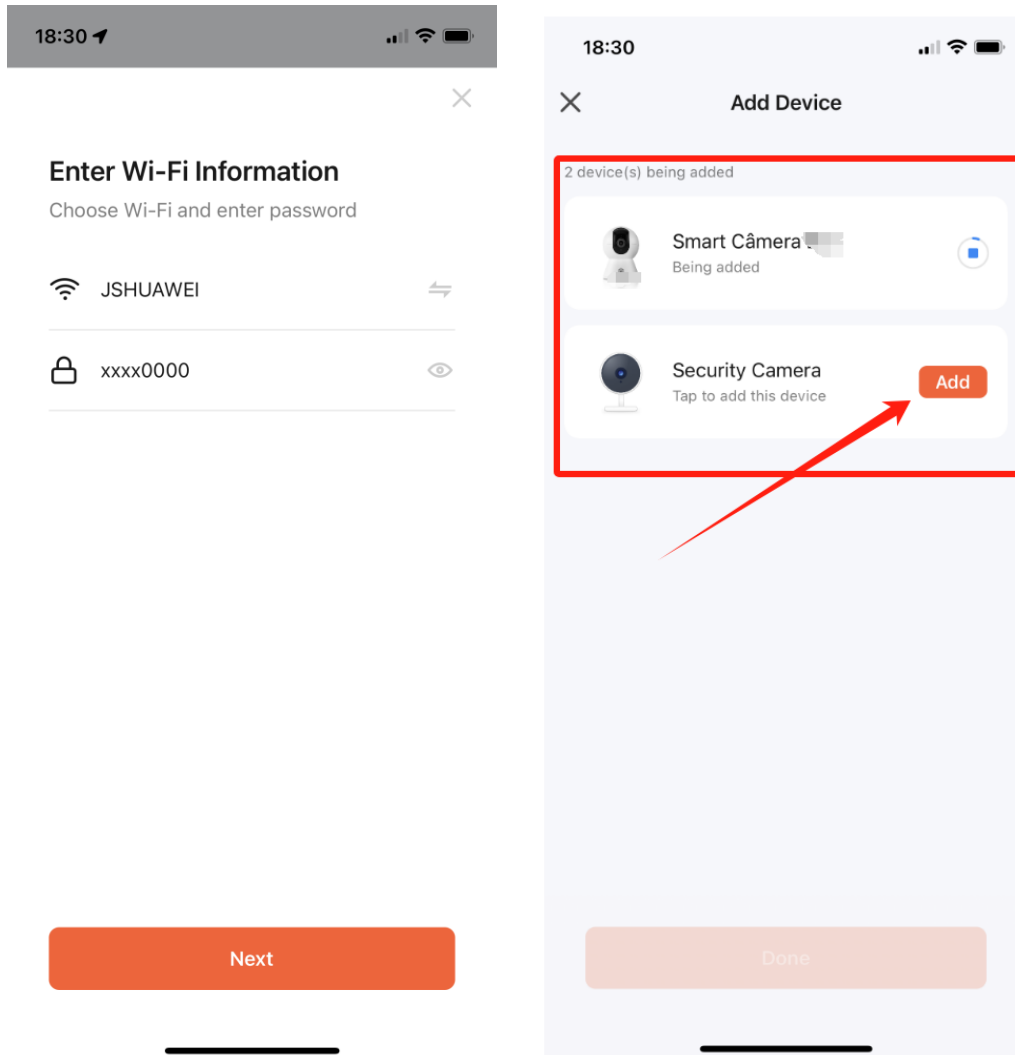 18:30
Enter Wi-Fi Information
Choose Wi-Fi and enter password
JSHUAWEI
xxxx0000
Next
18:30
Add Device
2 device(s) being added
Smart Câmera
Being added
Security Camera
Tap to add this device
Add
Done